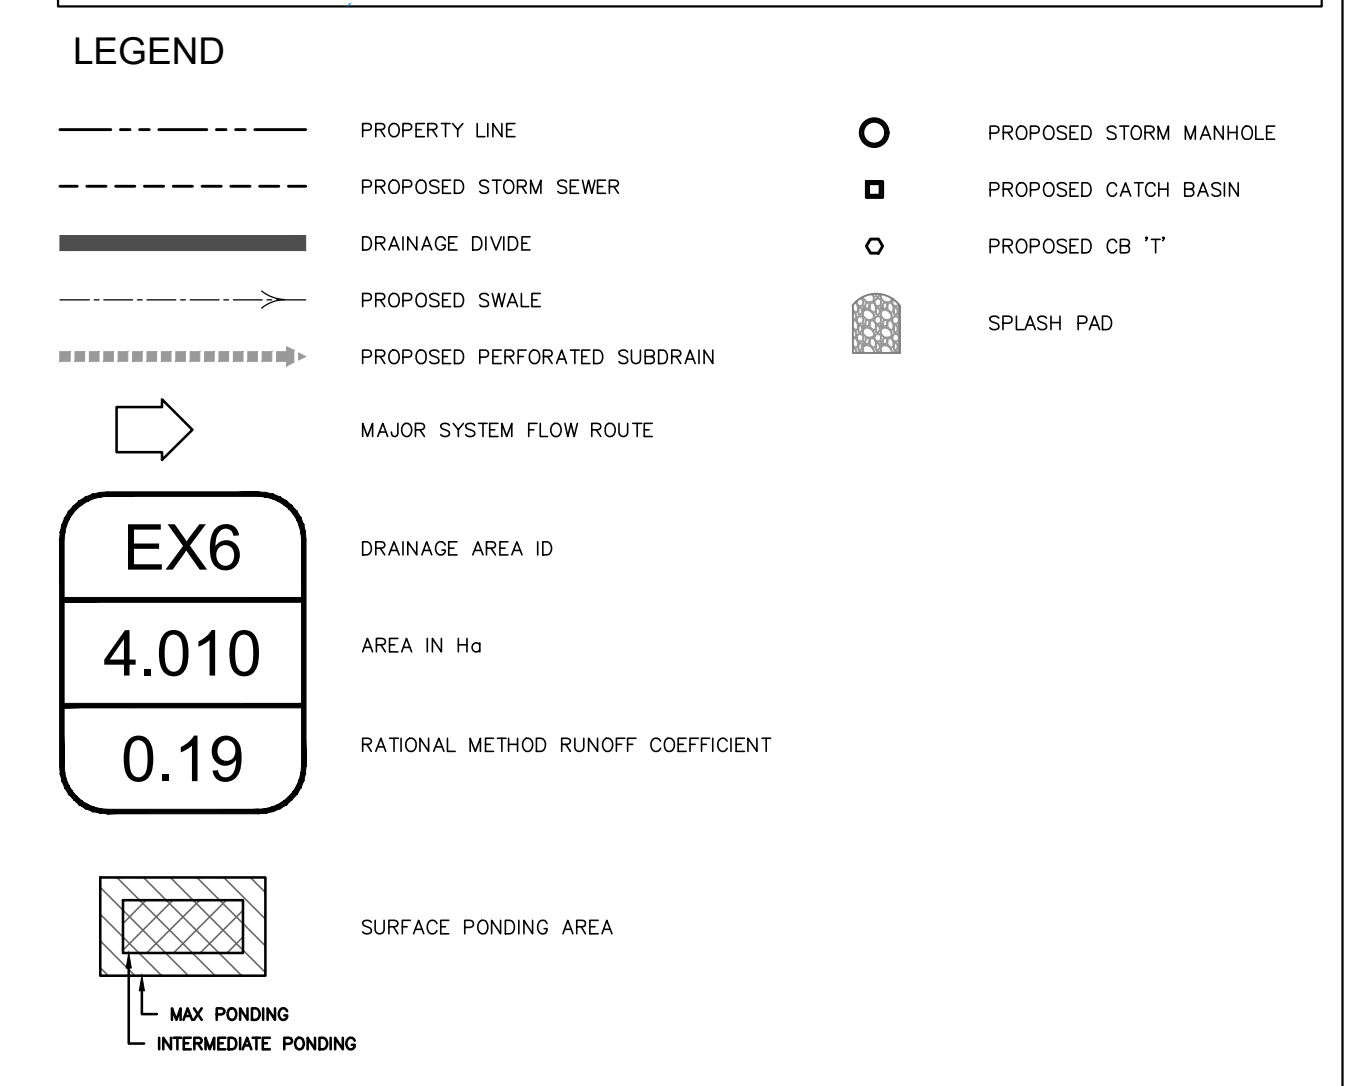 LEGEND
PROPERTY LINE
PROPOSED STORM SEWER
DRAINAGE DIVIDE
PROPOSED SWALE
PROPOSED PERFORATED SUBDRAIN
MAJOR SYSTEM FLOW ROUTE
EX6
DRAINAGE AREA ID
4.010
AREA IN Ha
0.19
RATIONAL METHOD RUNOFF COEFFICIENT
SURFACE PONDING AREA
MAX PONDING
INTERMEDIATE PONDING
PROPOSED STORM MANHOLE
PROPOSED CATCH BASIN
PROPOSED CB 'T'
SPLASH PAD